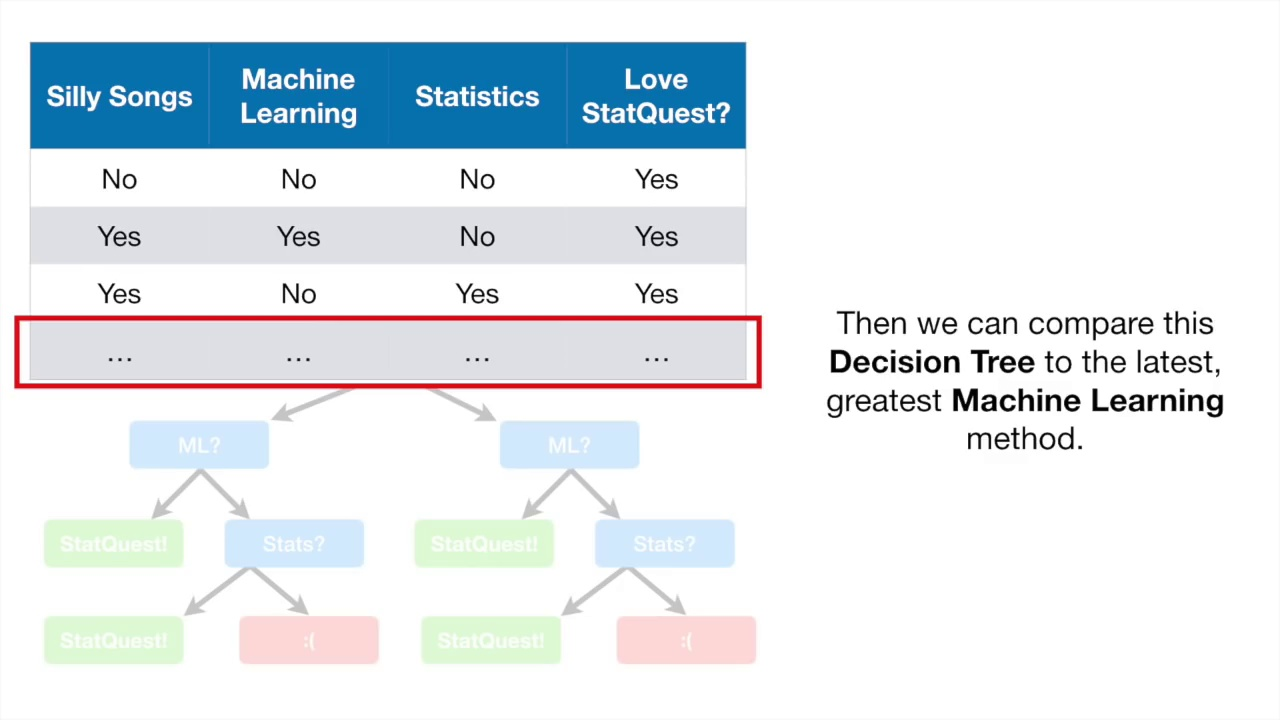 Silly Songs Machine Learning Statistics Love StatQuest?
No No No Yes
Yes Yes No Yes
Yes No Yes Yes
... ... ... ...
ML? ML?
StatQuest! Stats? StatQuest! Stats?
StatQuest! :( StatQuest! :(
Then we can compare this
Decision Tree to the latest,
greatest Machine Learning
method.